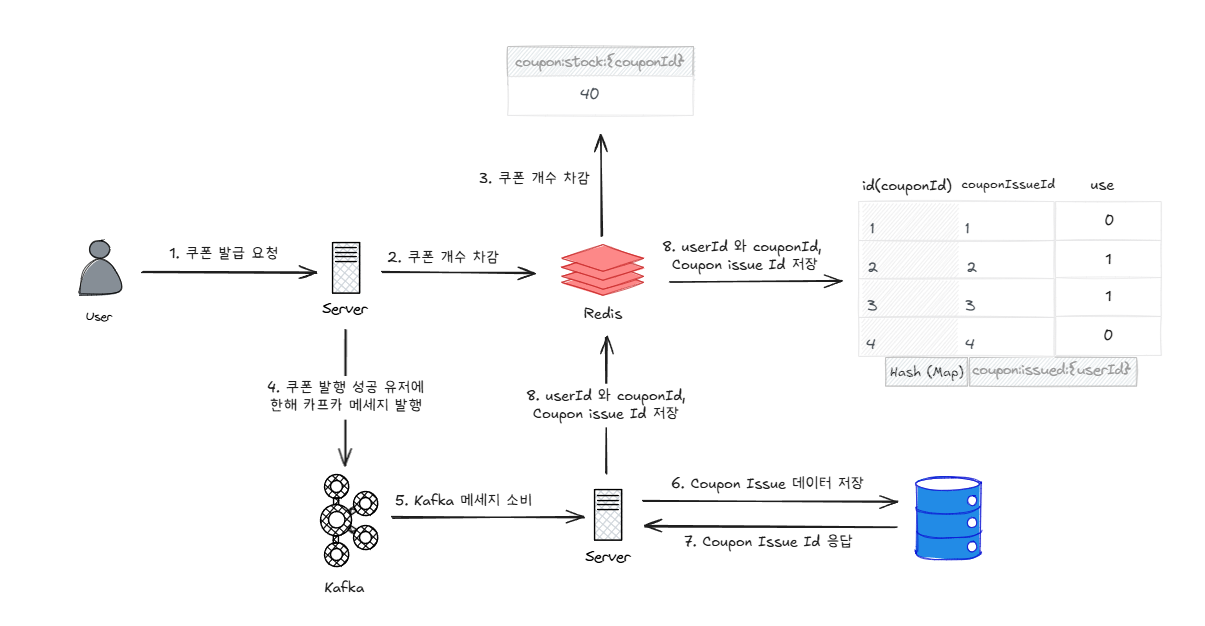 coupon:stock:{couponId}
40
3. 쿠폰 개수 차감
id(couponId) couponIssueId use
1 1 0
2 2 1
3 3 1
4 4 0
Hash (Map) coupon:issued:{userId}
1. 쿠폰 발급 요청
2. 쿠폰 개수 차감
8. userId 와 couponId,
Coupon issue Id 저장
User
Server
Redis
4. 쿠폰 발행 성공 유저에
한해 카프카 메세지 발행
8. userId 와 couponId,
Coupon issue Id 저장
5. Kafka 메세지 소비
6. Coupon Issue 데이터 저장
7. Coupon Issue Id 응답
Server
Kafka